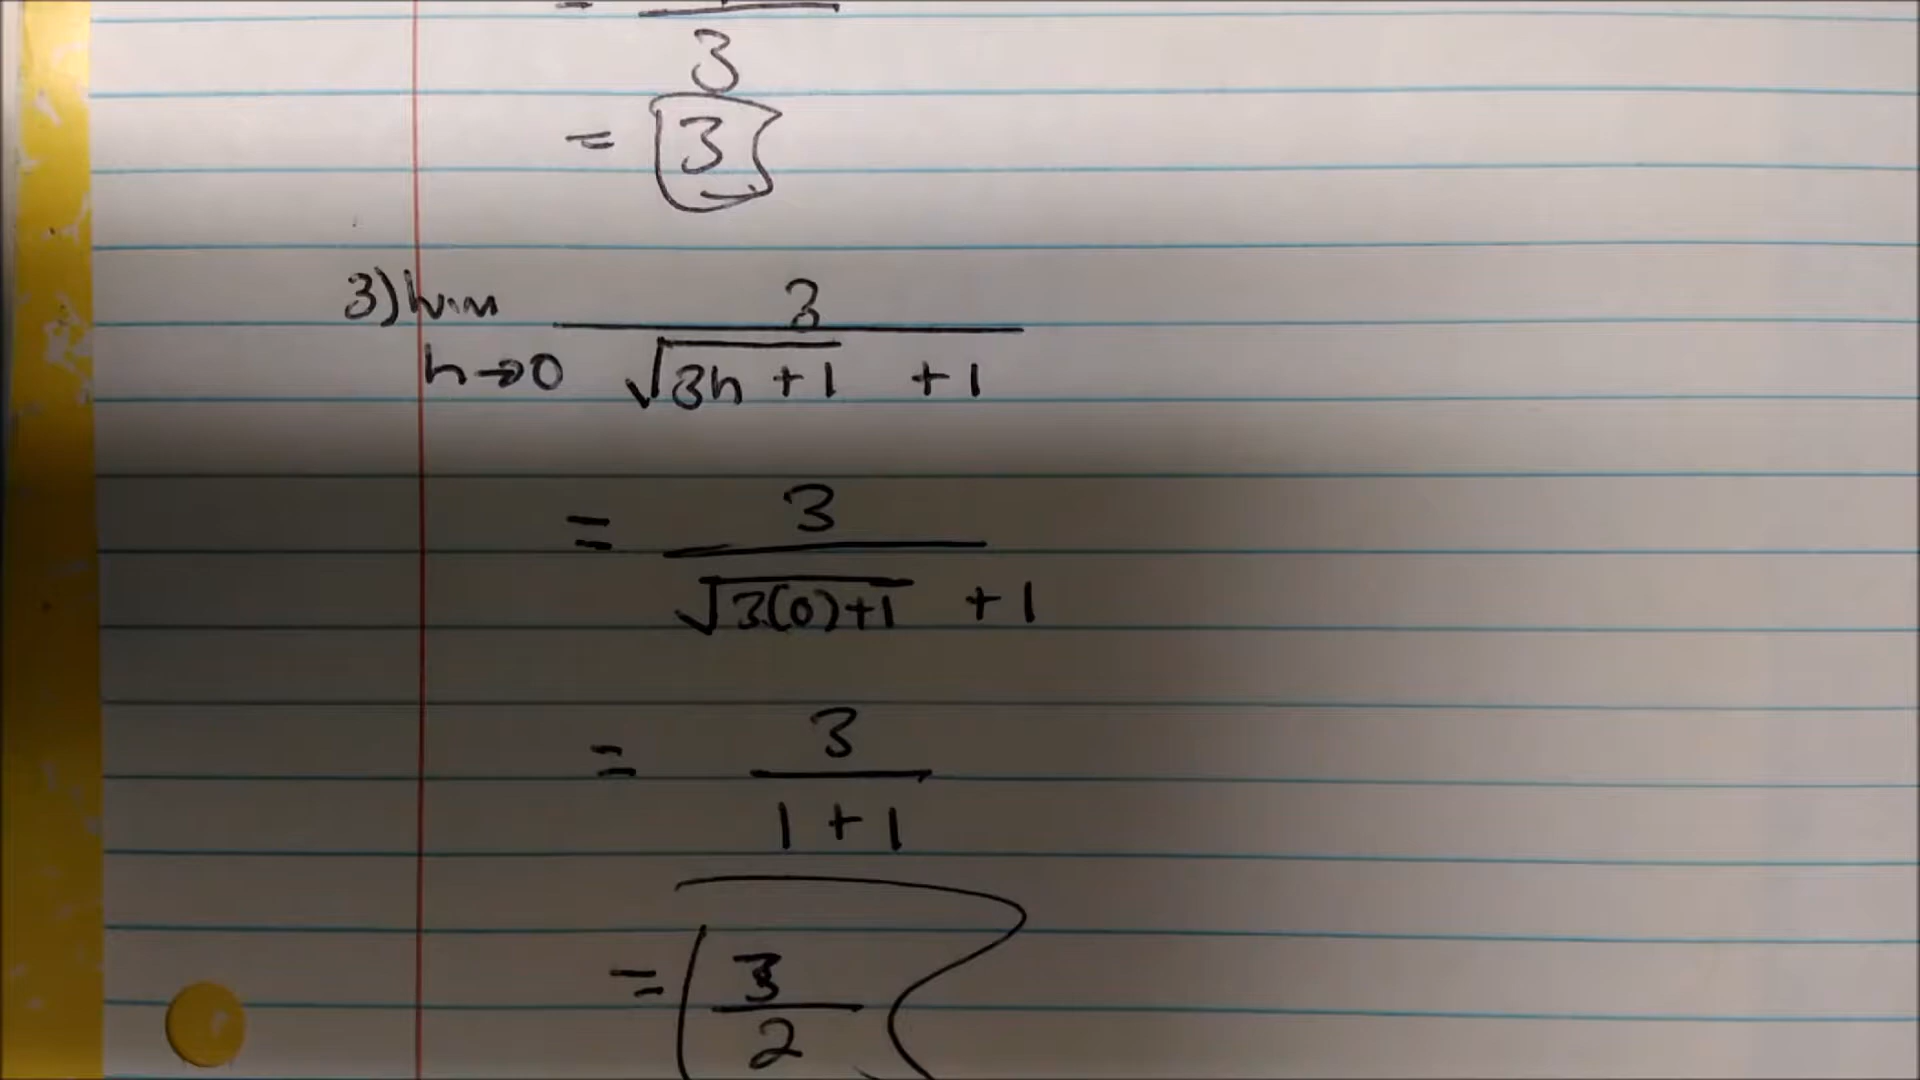 =
3
= 3
3) lim 3
h→0 √3h + 1 + 1
= 3
√3(0)+1 + 1
= 3
1 + 1
= 3
2